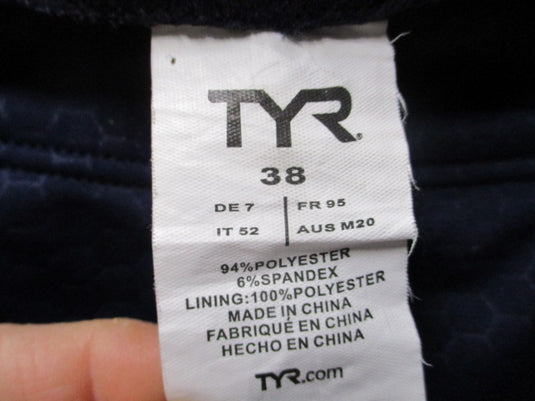 TYR
38
DE 7 FR 95
IT 52 AUS M20
94%POLYESTER
6%SPANDEX
LINING:100%POLYESTER
MADE IN CHINA
FABRIQUÉ EN CHINA
HECHO EN CHINA
TYR.com